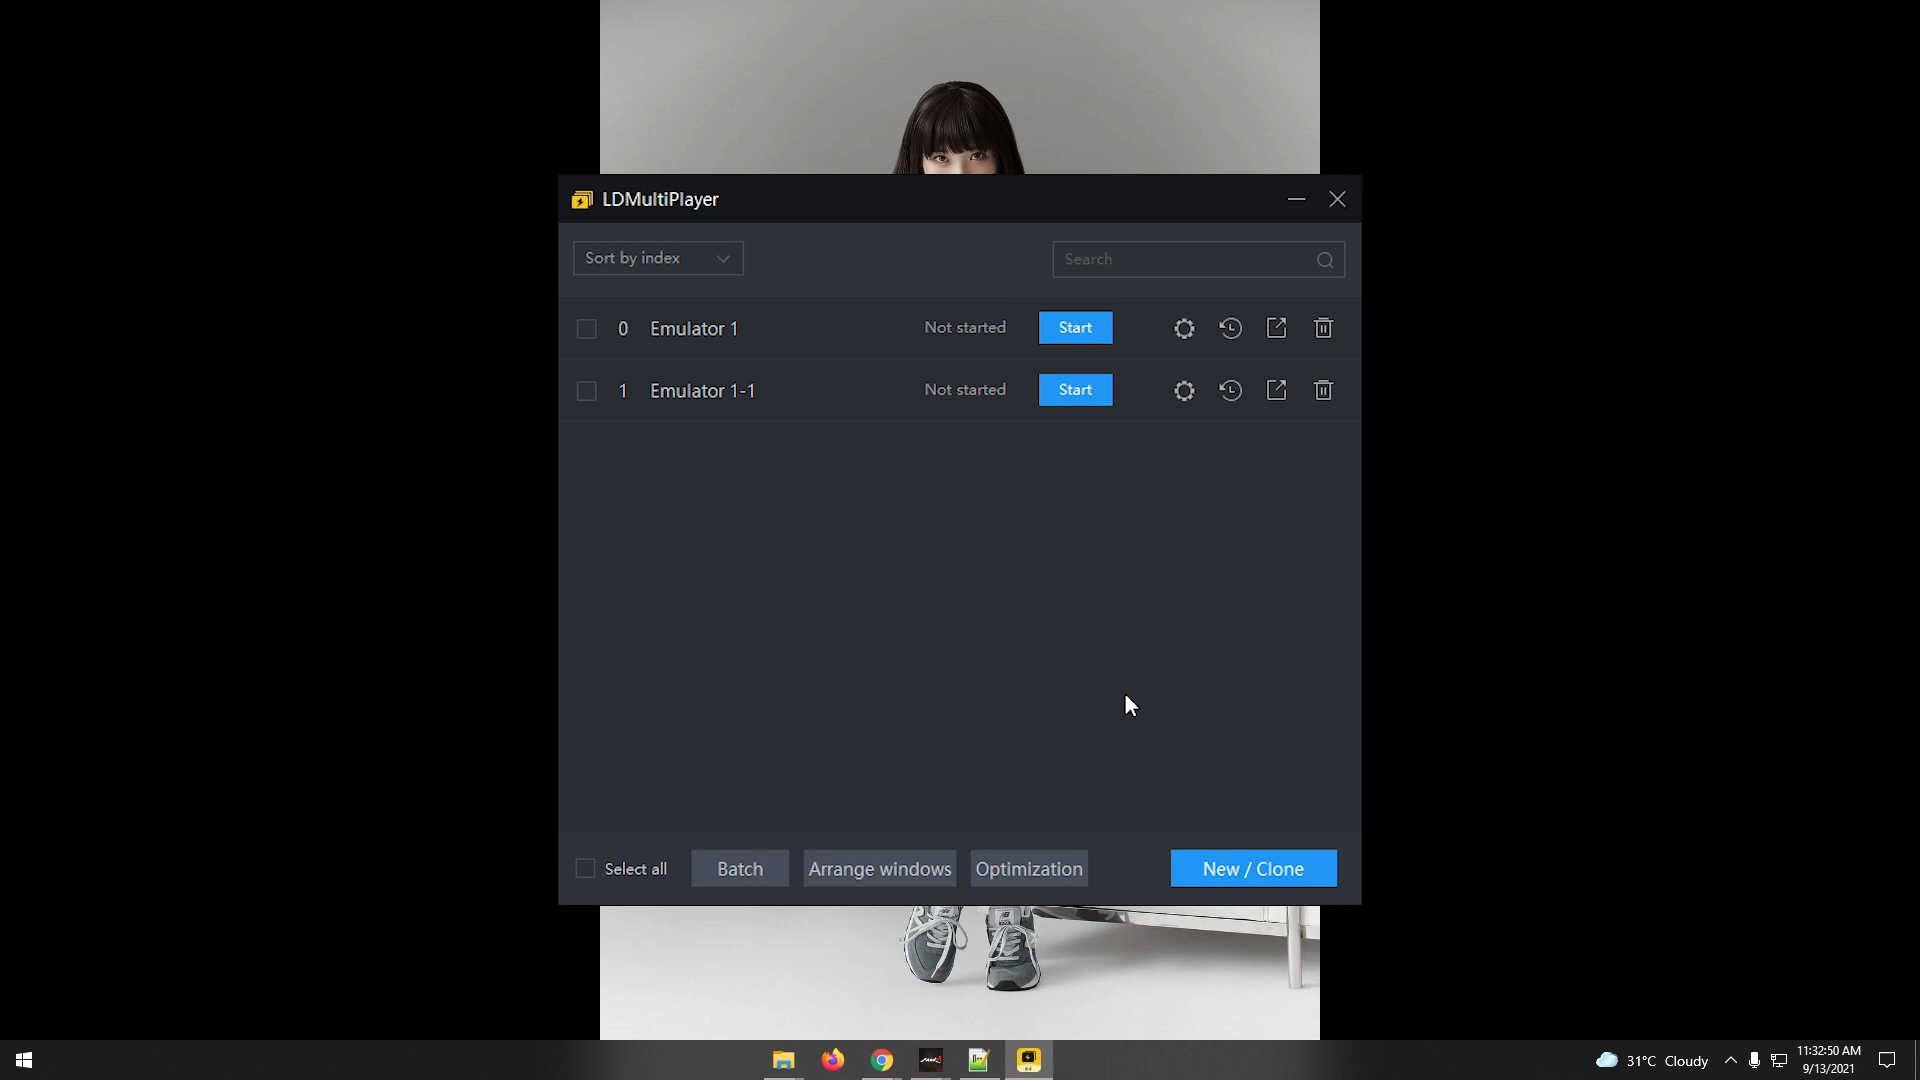 LDMultiPlayer
Sort by index
Search
0 Emulator 1 Not started Start
1 Emulator 1-1 Not started Start
Select all Batch Arrange windows Optimization New / Clone
31°C Cloudy
11:32:50 AM
9/13/2021